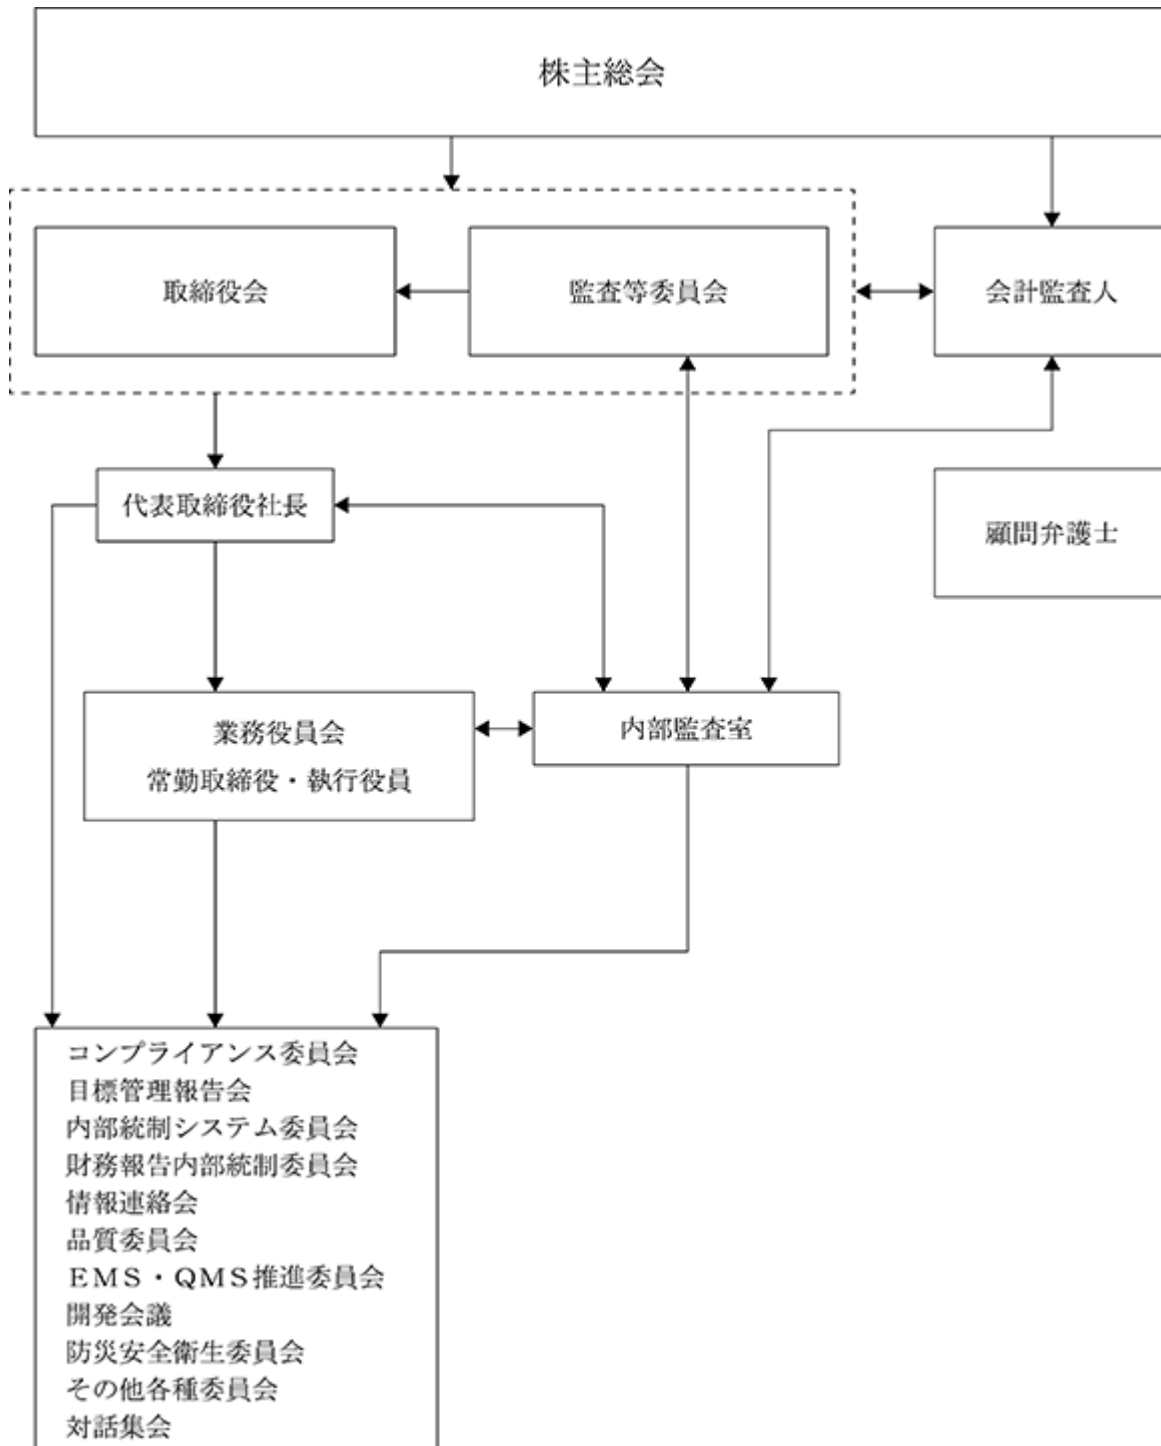 株主総会
取締役会
監査等委員会
会計監査人
代表取締役社長
顧問弁護士
業務役員会
常勤取締役・執行役員
内部監査室
コンプライアンス委員会
目標管理報告会
内部統制システム委員会
財務報告内部統制委員会
情報連絡会
品質委員会
ＥＭＳ・ＱＭＳ推進委員会
開発会議
防災安全衛生委員会
その他各種委員会
対話集会